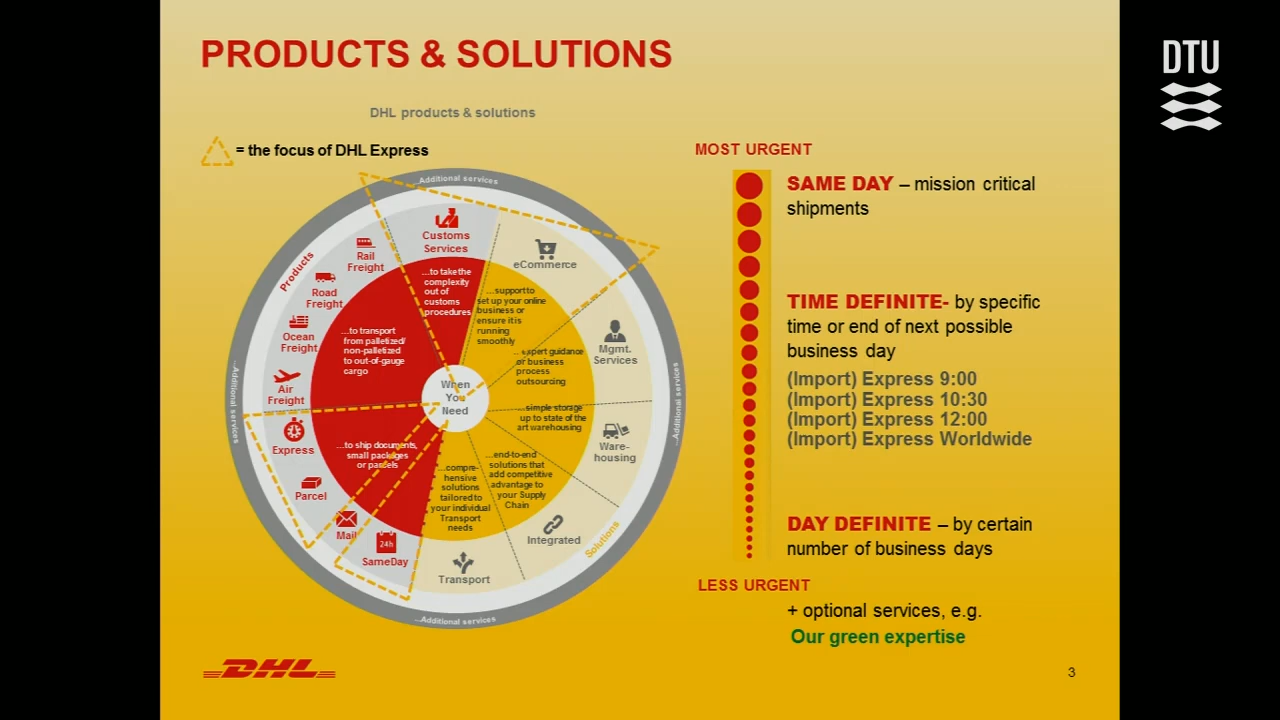 PRODUCTS & SOLUTIONS
DTU
DHL products & solutions
= the focus of DHL Express
Additional services
Products
Rail
Freight
Road
Freight
Ocean
Freight
Air
Freight
...to transport
from palletized/
non-palletized
to out-of-gauge
cargo
Customs
Services
...to take the
complexity
out of
customs
procedures
eCommerce
...support to
set up your online
business or
ensure it is
running
smoothly
Mgmt.
Services
... expert guidance
or business
process
outsourcing
When
You
Need
...Additional services
...Additional services
Ware-
housing
...simple storage
up to state of the
art warehousing
Express
Parcel
Mail
SameDay
24h
...to ship documents,
small packages
or parcels
...compre-
hensive
solutions
tailored to
your individual
Transport
needs
Transport
...end-to-end
solutions that
add competitive
advantage to
your Supply
Chain
Integrated
Solutions
...Additional services
MOST URGENT
SAME DAY – mission critical
shipments
TIME DEFINITE- by specific
time or end of next possible
business day
(Import) Express 9:00
(Import) Express 10:30
(Import) Express 12:00
(Import) Express Worldwide
DAY DEFINITE – by certain
number of business days
LESS URGENT
+ optional services, e.g.
Our green expertise
DHL
3